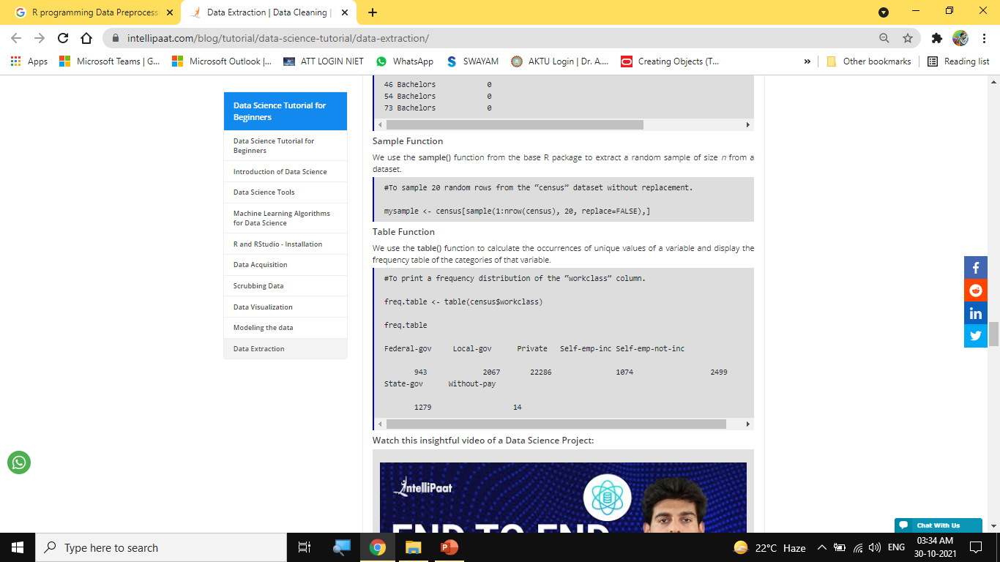 R programming Data Preprocess
Data Extraction | Data Cleaning |
intellipaat.com/blog/tutorial/data-science-tutorial/data-extraction/
Apps
Microsoft Teams | G...
Microsoft Outlook |...
ATT LOGIN NIET
WhatsApp
SWAYAM
AKTU Login | Dr. A....
Creating Objects (T...
»
Other bookmarks
Reading list
Data Science Tutorial for
Beginners
Data Science Tutorial for
Beginners
Introduction of Data Science
Data Science Tools
Machine Learning Algorithms
for Data Science
R and RStudio - Installation
Data Acquisition
Scrubbing Data
Data Visualization
Modeling the data
Data Extraction
46 Bachelors 0
54 Bachelors 0
73 Bachelors 0
Sample Function
We use the sample() function from the base R package to extract a random sample of size n from a
dataset.
#To sample 20 random rows from the “census” dataset without replacement.
mysample <- census[sample(1:nrow(census), 20, replace=FALSE),]
Table Function
We use the table() function to calculate the occurrences of unique values of a variable and display the
frequency table of the categories of that variable.
#To print a frequency distribution of the “workclass” column.
freq.table <- table(census$workclass)
freq.table
Federal-gov Local-gov Private Self-emp-inc Self-emp-not-inc
943 2067 22286 1074 2499
State-gov Without-pay
1279 14
Watch this insightful video of a Data Science Project:
IntelliPaat
END TO END
Chat With Us
Type here to search
22°C Haze
ENG
03:34 AM
30-10-2021